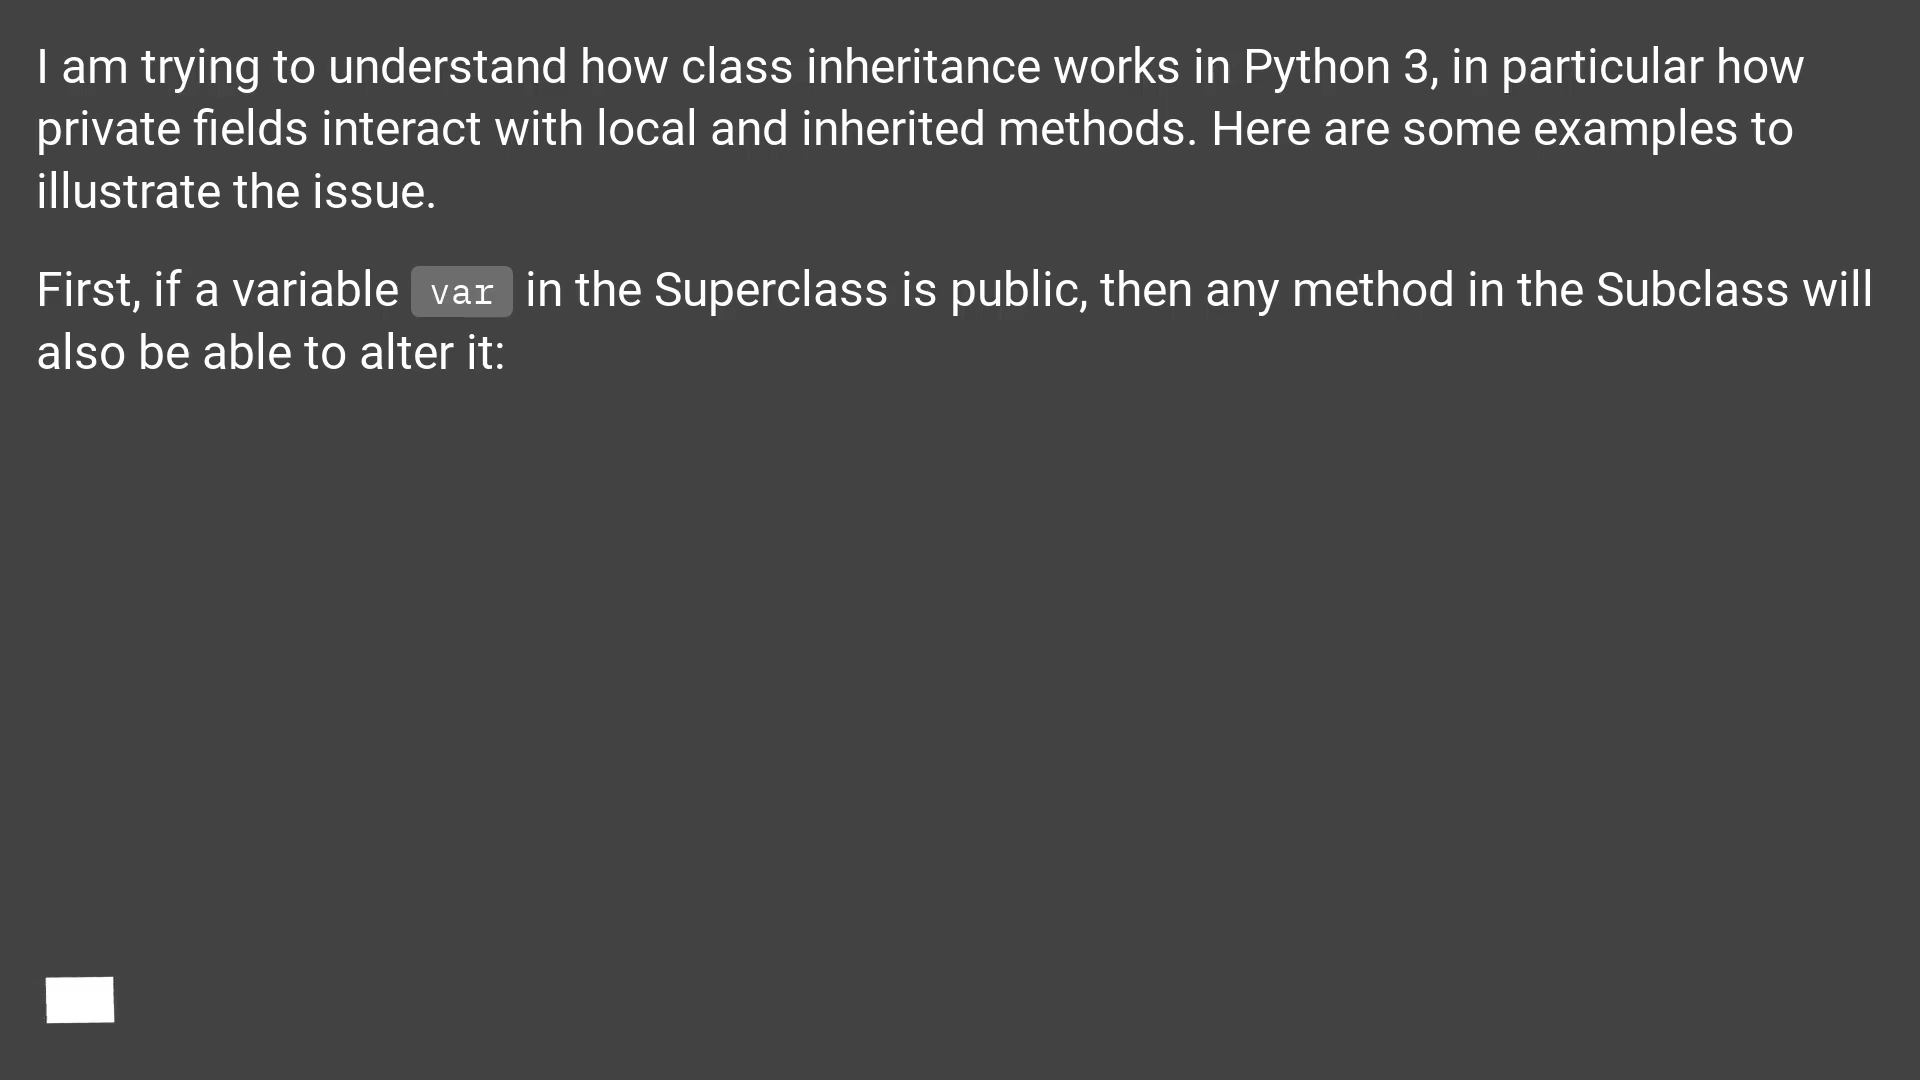 I am trying to understand how class inheritance works in Python 3, in particular how
private fields interact with local and inherited methods. Here are some examples to
illustrate the issue.
First, if a variable var in the Superclass is public, then any method in the Subclass will
also be able to alter it: